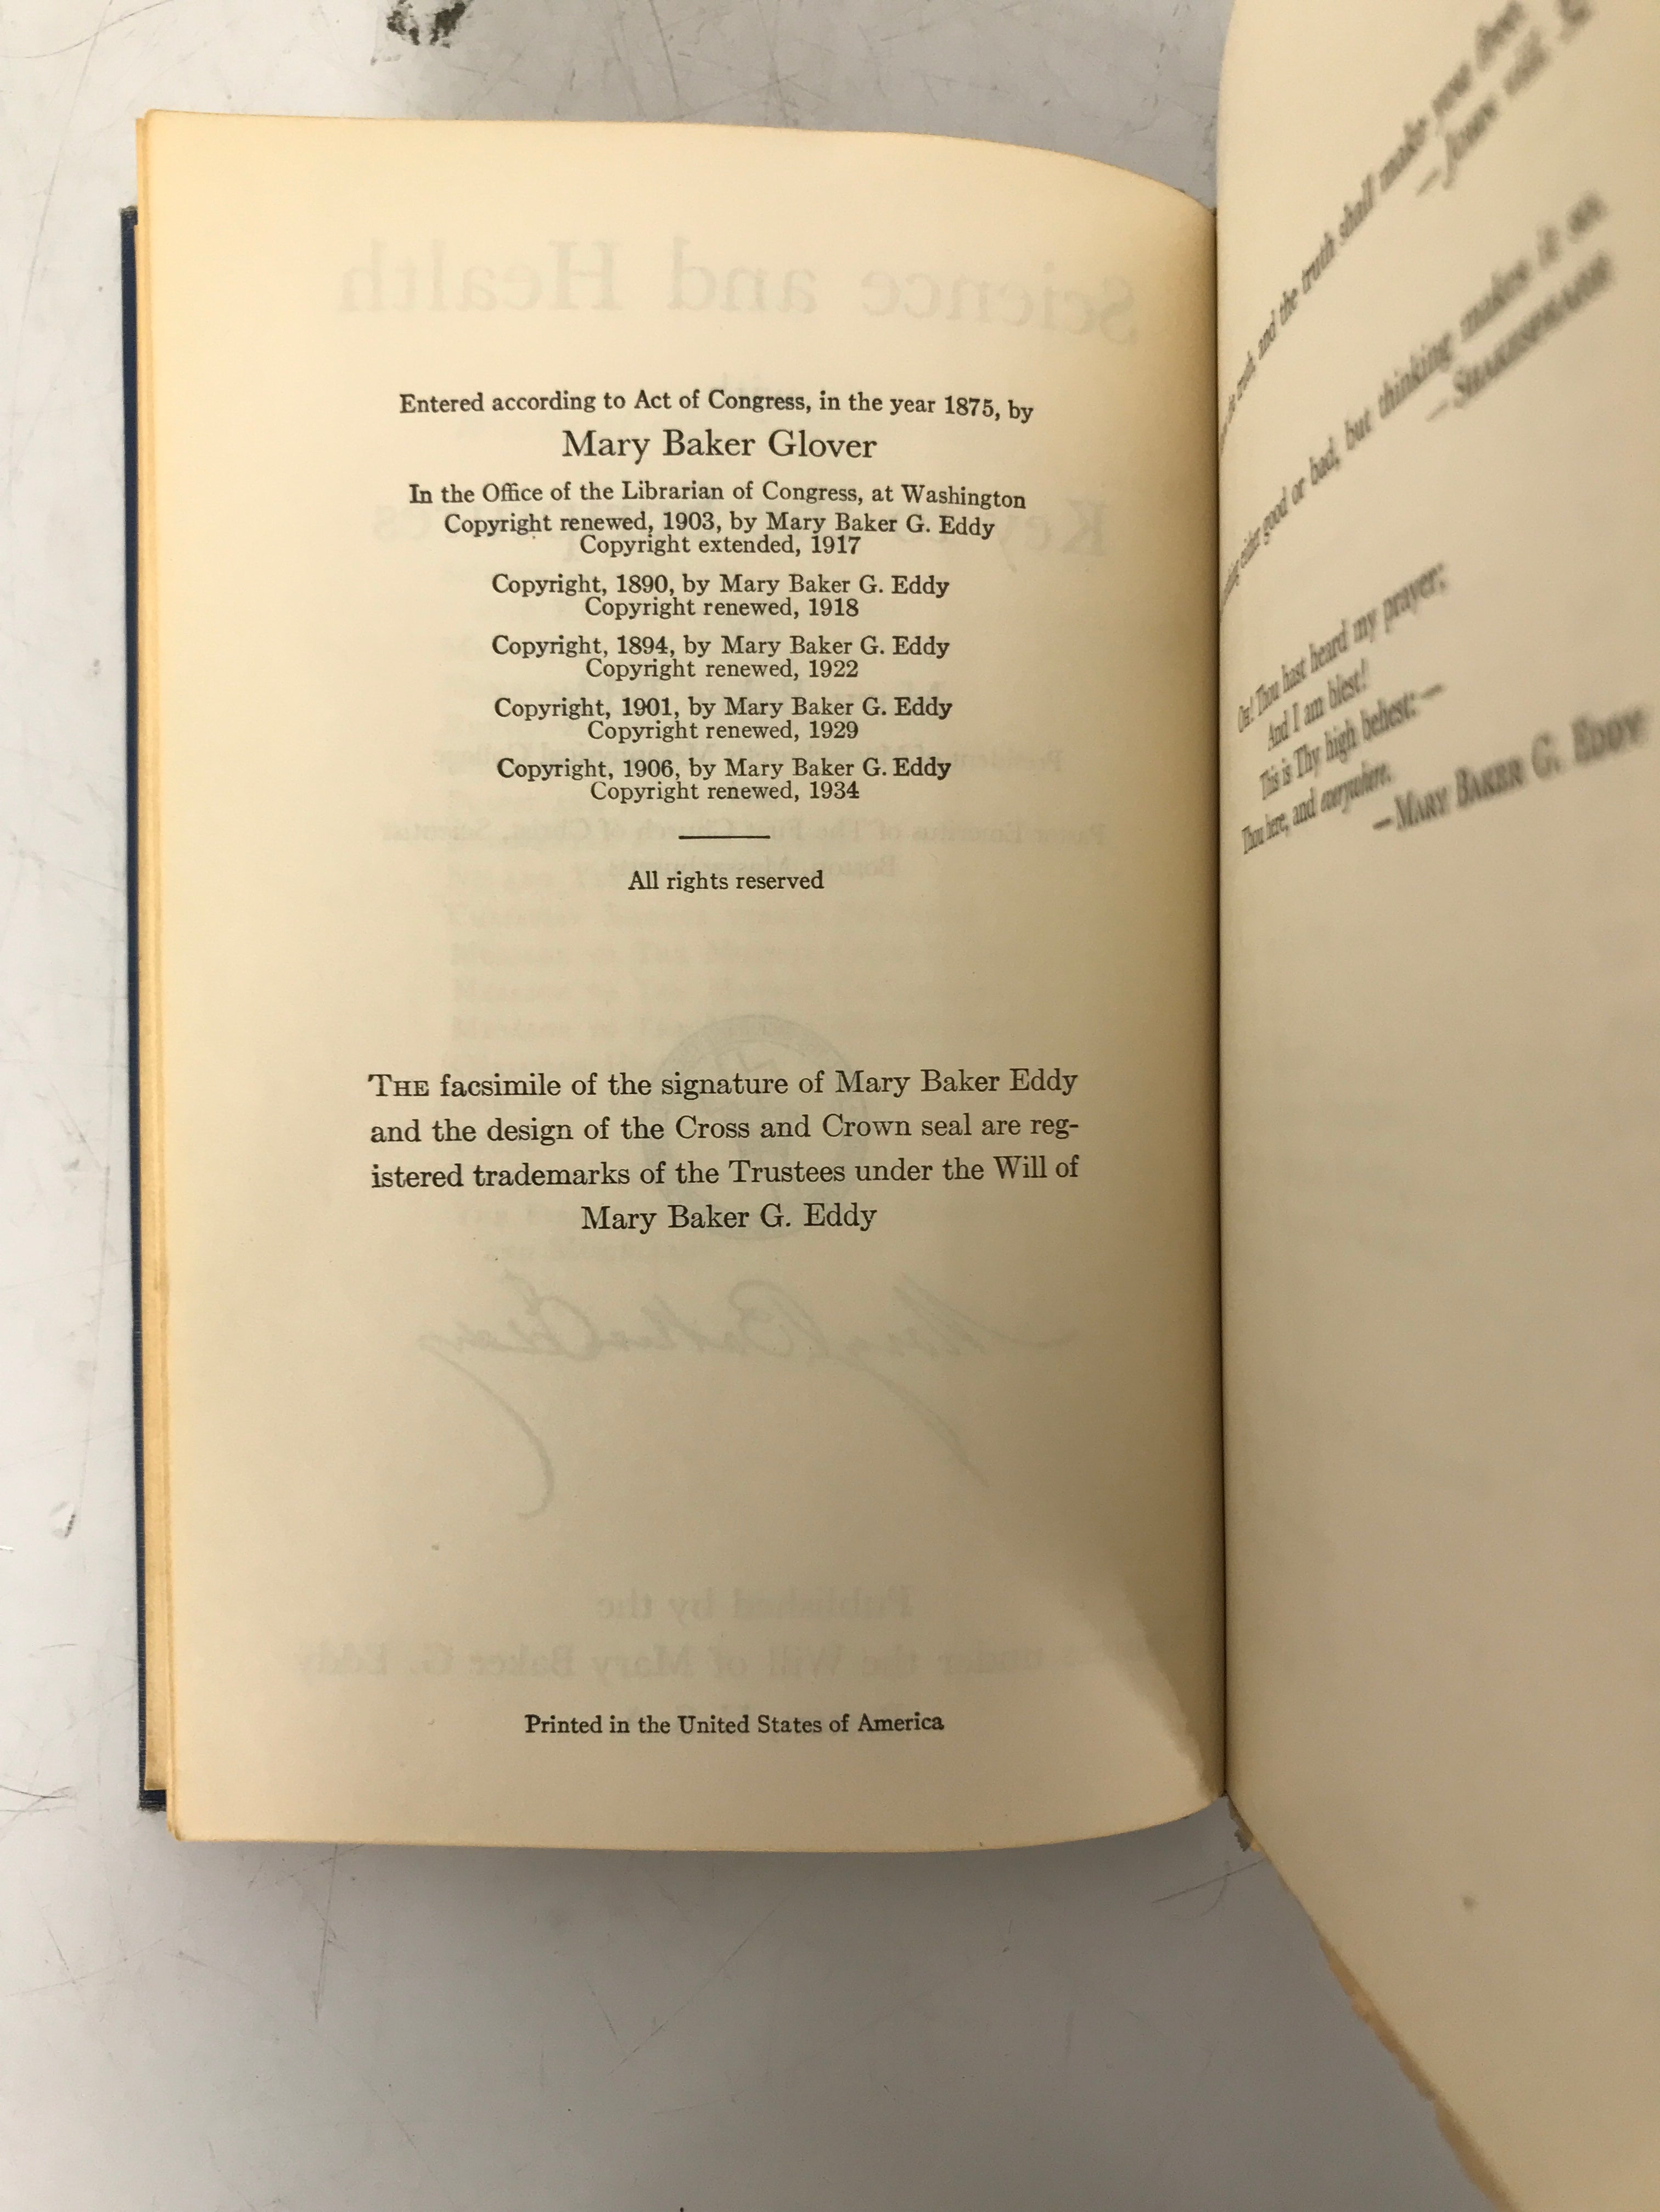 Entered according to Act of Congress, in the year 1875, by
Mary Baker Glover
In the Office of the Librarian of Congress, at Washington
Copyright renewed, 1903, by Mary Baker G. Eddy
Copyright extended, 1917
Copyright, 1890, by Mary Baker G. Eddy
Copyright renewed, 1918
Copyright, 1894, by Mary Baker G. Eddy
Copyright renewed, 1922
Copyright, 1901, by Mary Baker G. Eddy
Copyright renewed, 1929
Copyright, 1906, by Mary Baker G. Eddy
Copyright renewed, 1934
All rights reserved
THE facsimile of the signature of Mary Baker Eddy
and the design of the Cross and Crown seal are reg-
istered trademarks of the Trustees under the Will of
Mary Baker G. Eddy
Printed in the United States of America
truth, and the truth shall make you free
—JOHN viii.
either good or bad, but thinking makes it so
—SHAKESPEARE
Oh! Thou hast heard my prayer;
And I am blest!
This is Thy high behest:—
Thou here, and everywhere.
—MARY BAKER G. EDDY